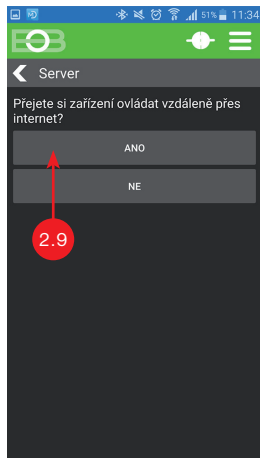 51% 11:34
EOB
Server
Přejete si zařízení ovládat vzdáleně přes
internet?
ANO
NE
2.9